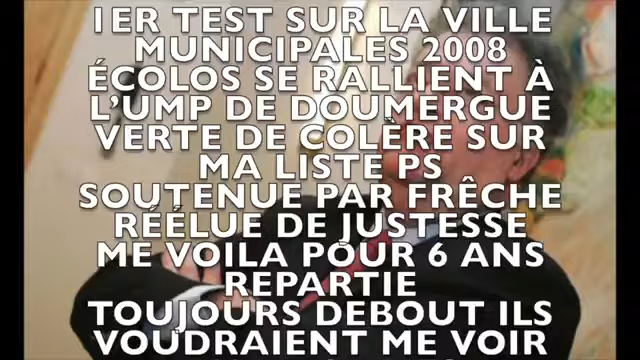 1ER TEST SUR LA VILLE
MUNICIPALES 2008
ÉCOLOS SE RALLIENT À
L'UMP DE DOUMERGUE
VERTE DE COLÈRE SUR
MA LISTE PS
SOUTENUE PAR FRÊCHE
RÉÉLUE DE JUSTESSE
ME VOILA POUR 6 ANS
REPARTIE
TOUJOURS DEBOUT ILS
VOUDRAIENT ME VOIR